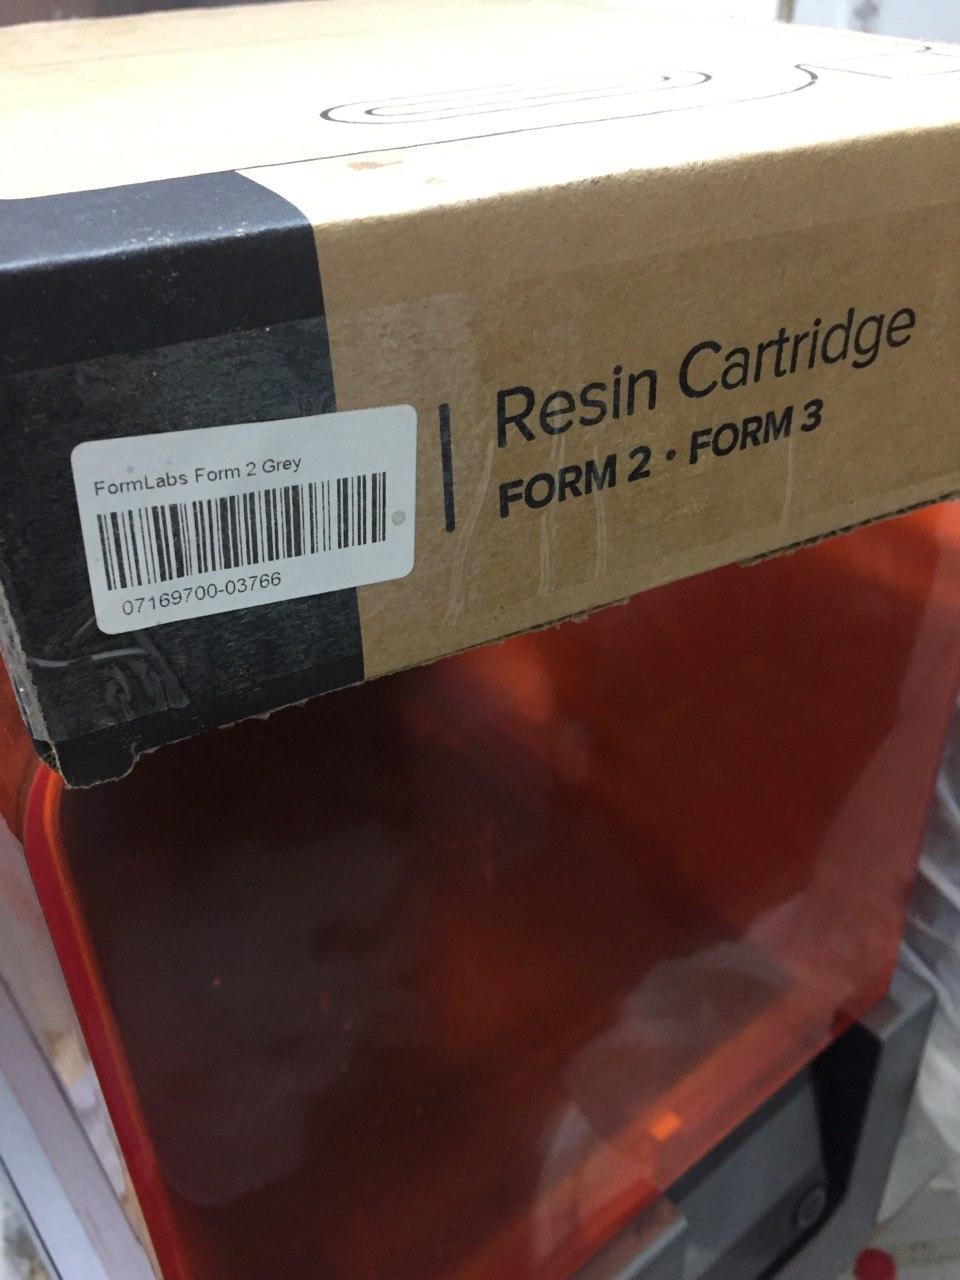 Resin Cartridge
FORM 2 • FORM 3
FormLabs Form 2 Grey
07169700-03766